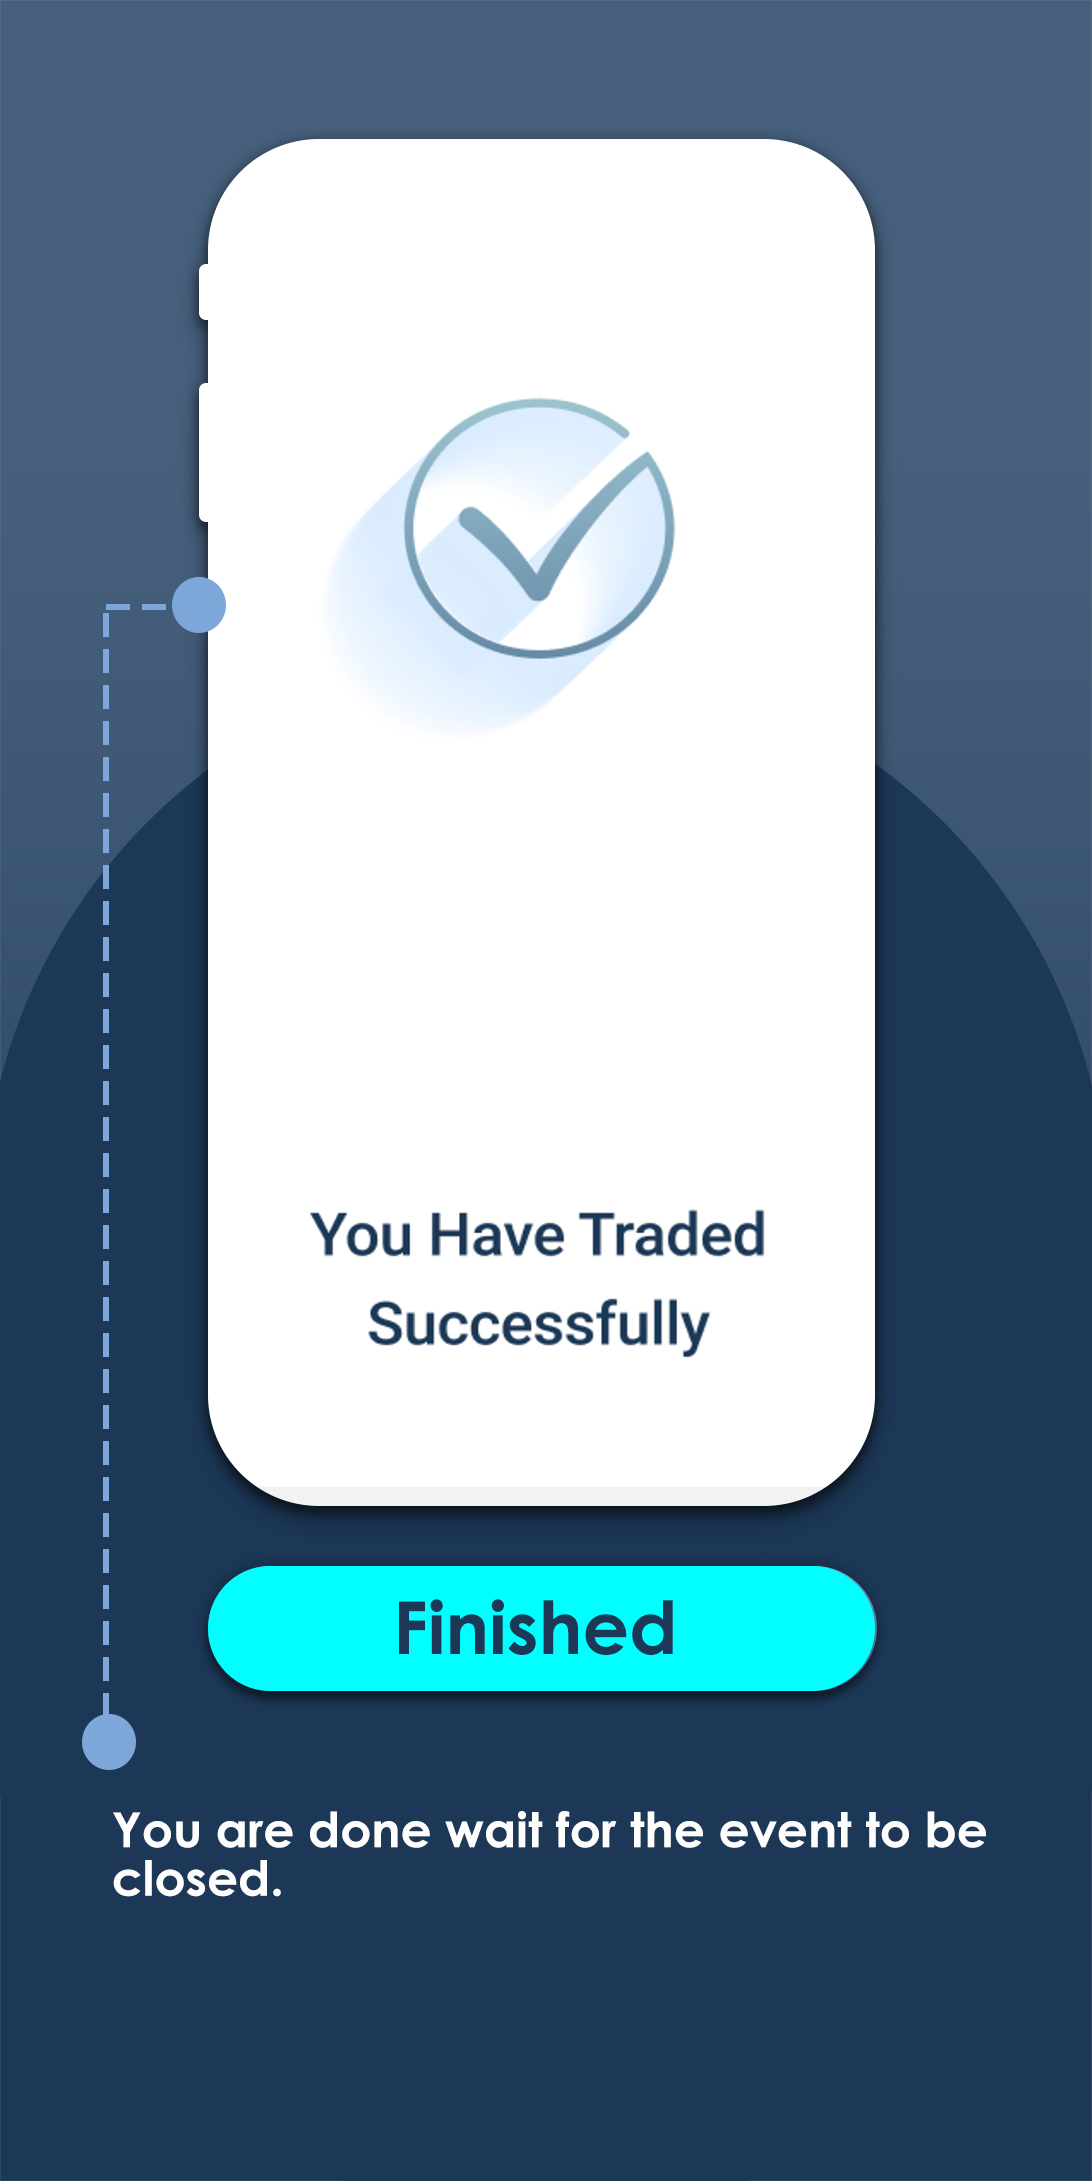 You Have Traded
Successfully
Finished
You are done wait for the event to be
closed.